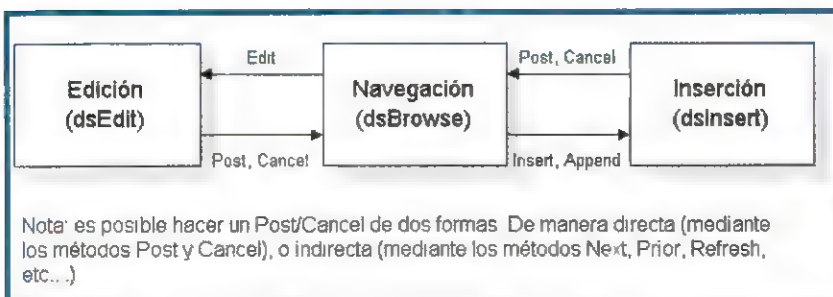 Edit
Post, Cancel
Edición
(dsEdit)
Navegación
(dsBrowse)
Inserción
(dsInsert)
Post, Cancel
Insert, Append
Nota: es posible hacer un Post/Cancel de dos formas. De manera directa (mediante
los métodos Post y Cancel), o indirecta (mediante los métodos Next, Prior, Refresh,
etc...)